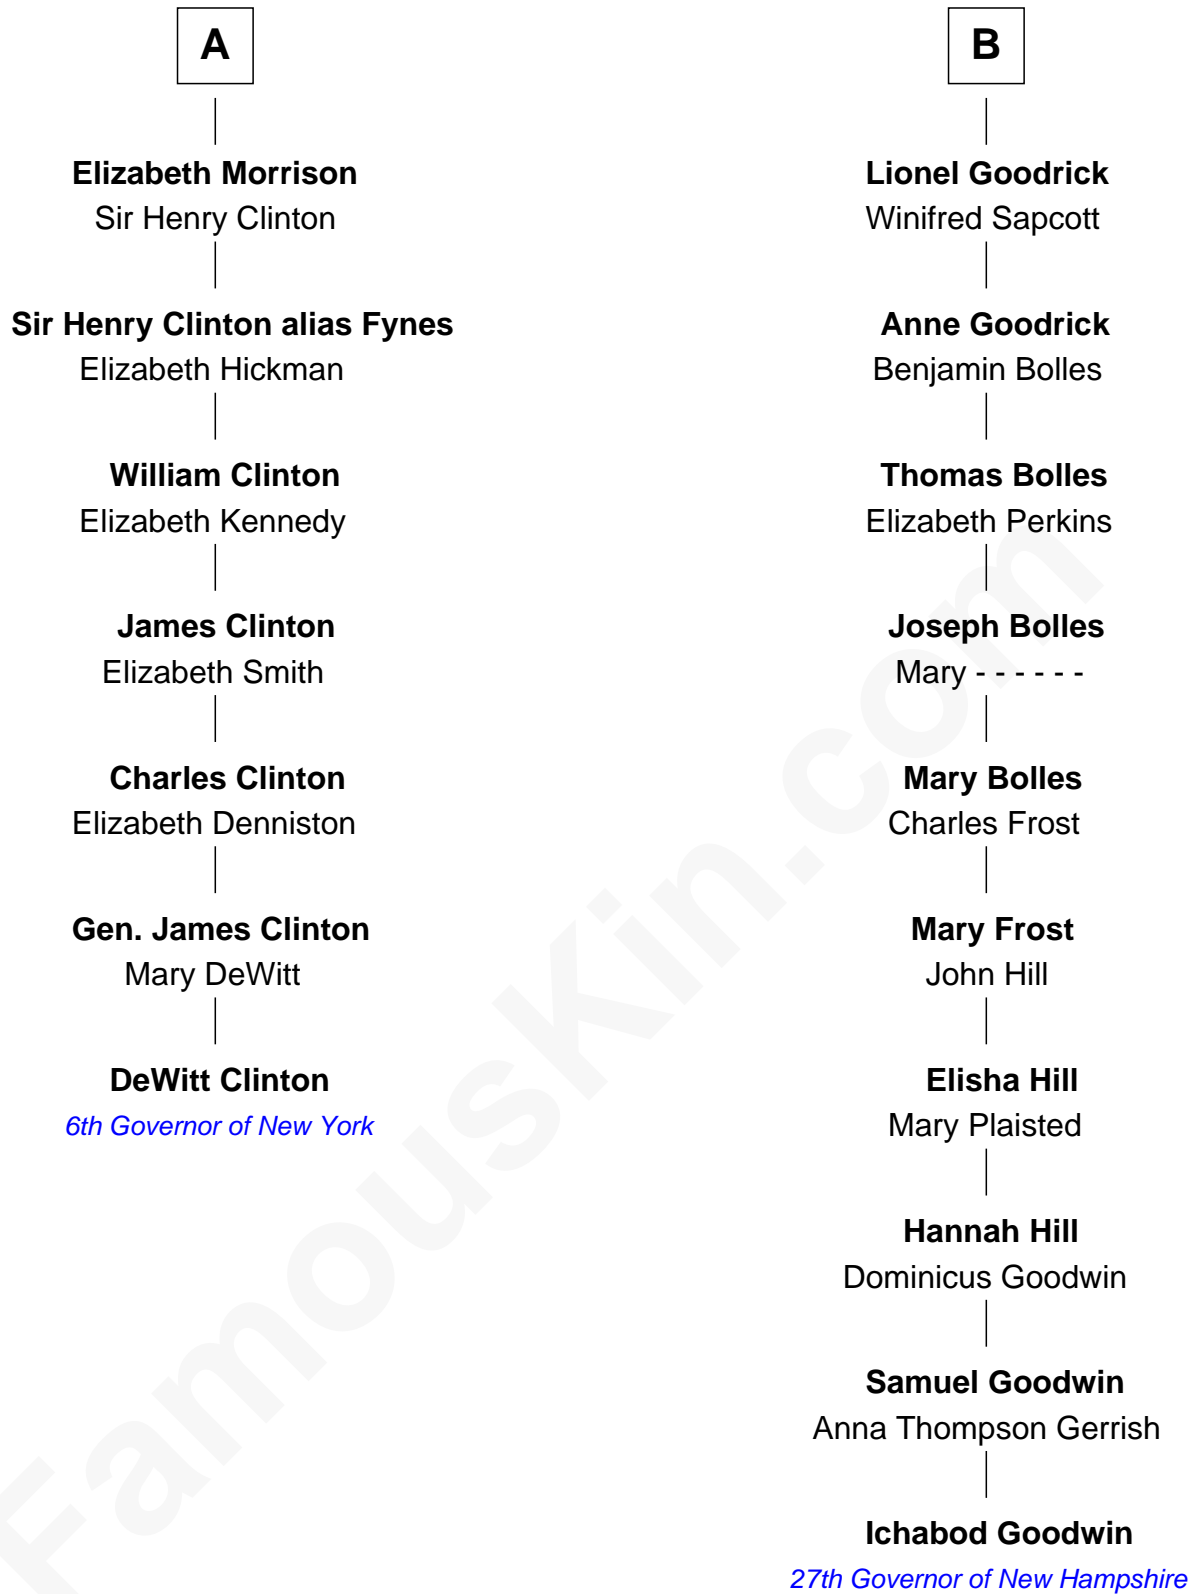 A
Elizabeth Morrison
Sir Henry Clinton
Sir Henry Clinton alias Fynes
Elizabeth Hickman
William Clinton
Elizabeth Kennedy
James Clinton
Elizabeth Smith
Charles Clinton
Elizabeth Denniston
Gen. James Clinton
Mary DeWitt
DeWitt Clinton
6th Governor of New York
B
Lionel Goodrick
Winifred Sapcott
Anne Goodrick
Benjamin Bolles
Thomas Bolles
Elizabeth Perkins
Joseph Bolles
Mary - - - - - -
Mary Bolles
Charles Frost
Mary Frost
John Hill
Elisha Hill
Mary Plaisted
Hannah Hill
Dominicus Goodwin
Samuel Goodwin
Anna Thompson Gerrish
Ichabod Goodwin
27th Governor of New Hampshire
FamousKin.com